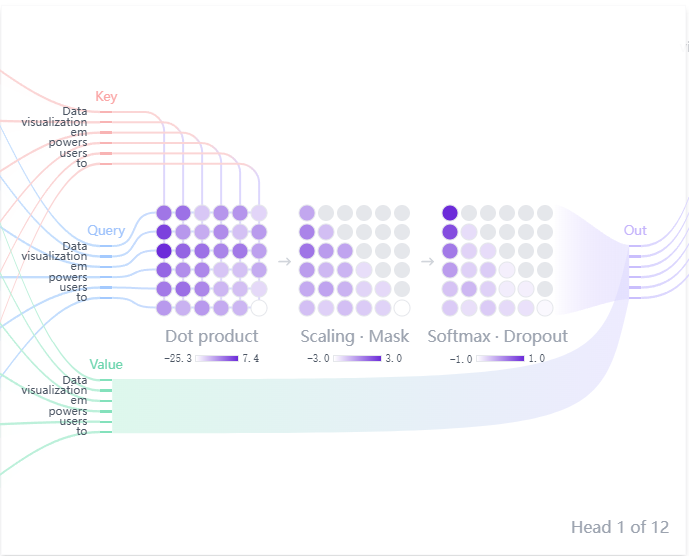 Key
Data
visualization
em
powers
users
to
Query
Data
visualization
em
powers
users
to
→
→
Out
Dot product
Scaling · Mask
Softmax · Dropout
-25.3
7.4
-3.0
3.0
-1.0
1.0
Value
Data
visualization
em
powers
users
to
Head 1 of 12